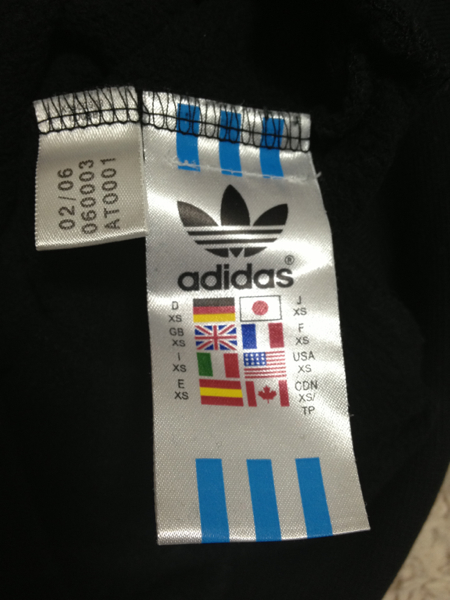 02/06
060003
AT0001
adidas®
D
XS
J
XS
GB
XS
F
XS
I
XS
USA
XS
E
XS
CDN
XS/
TP